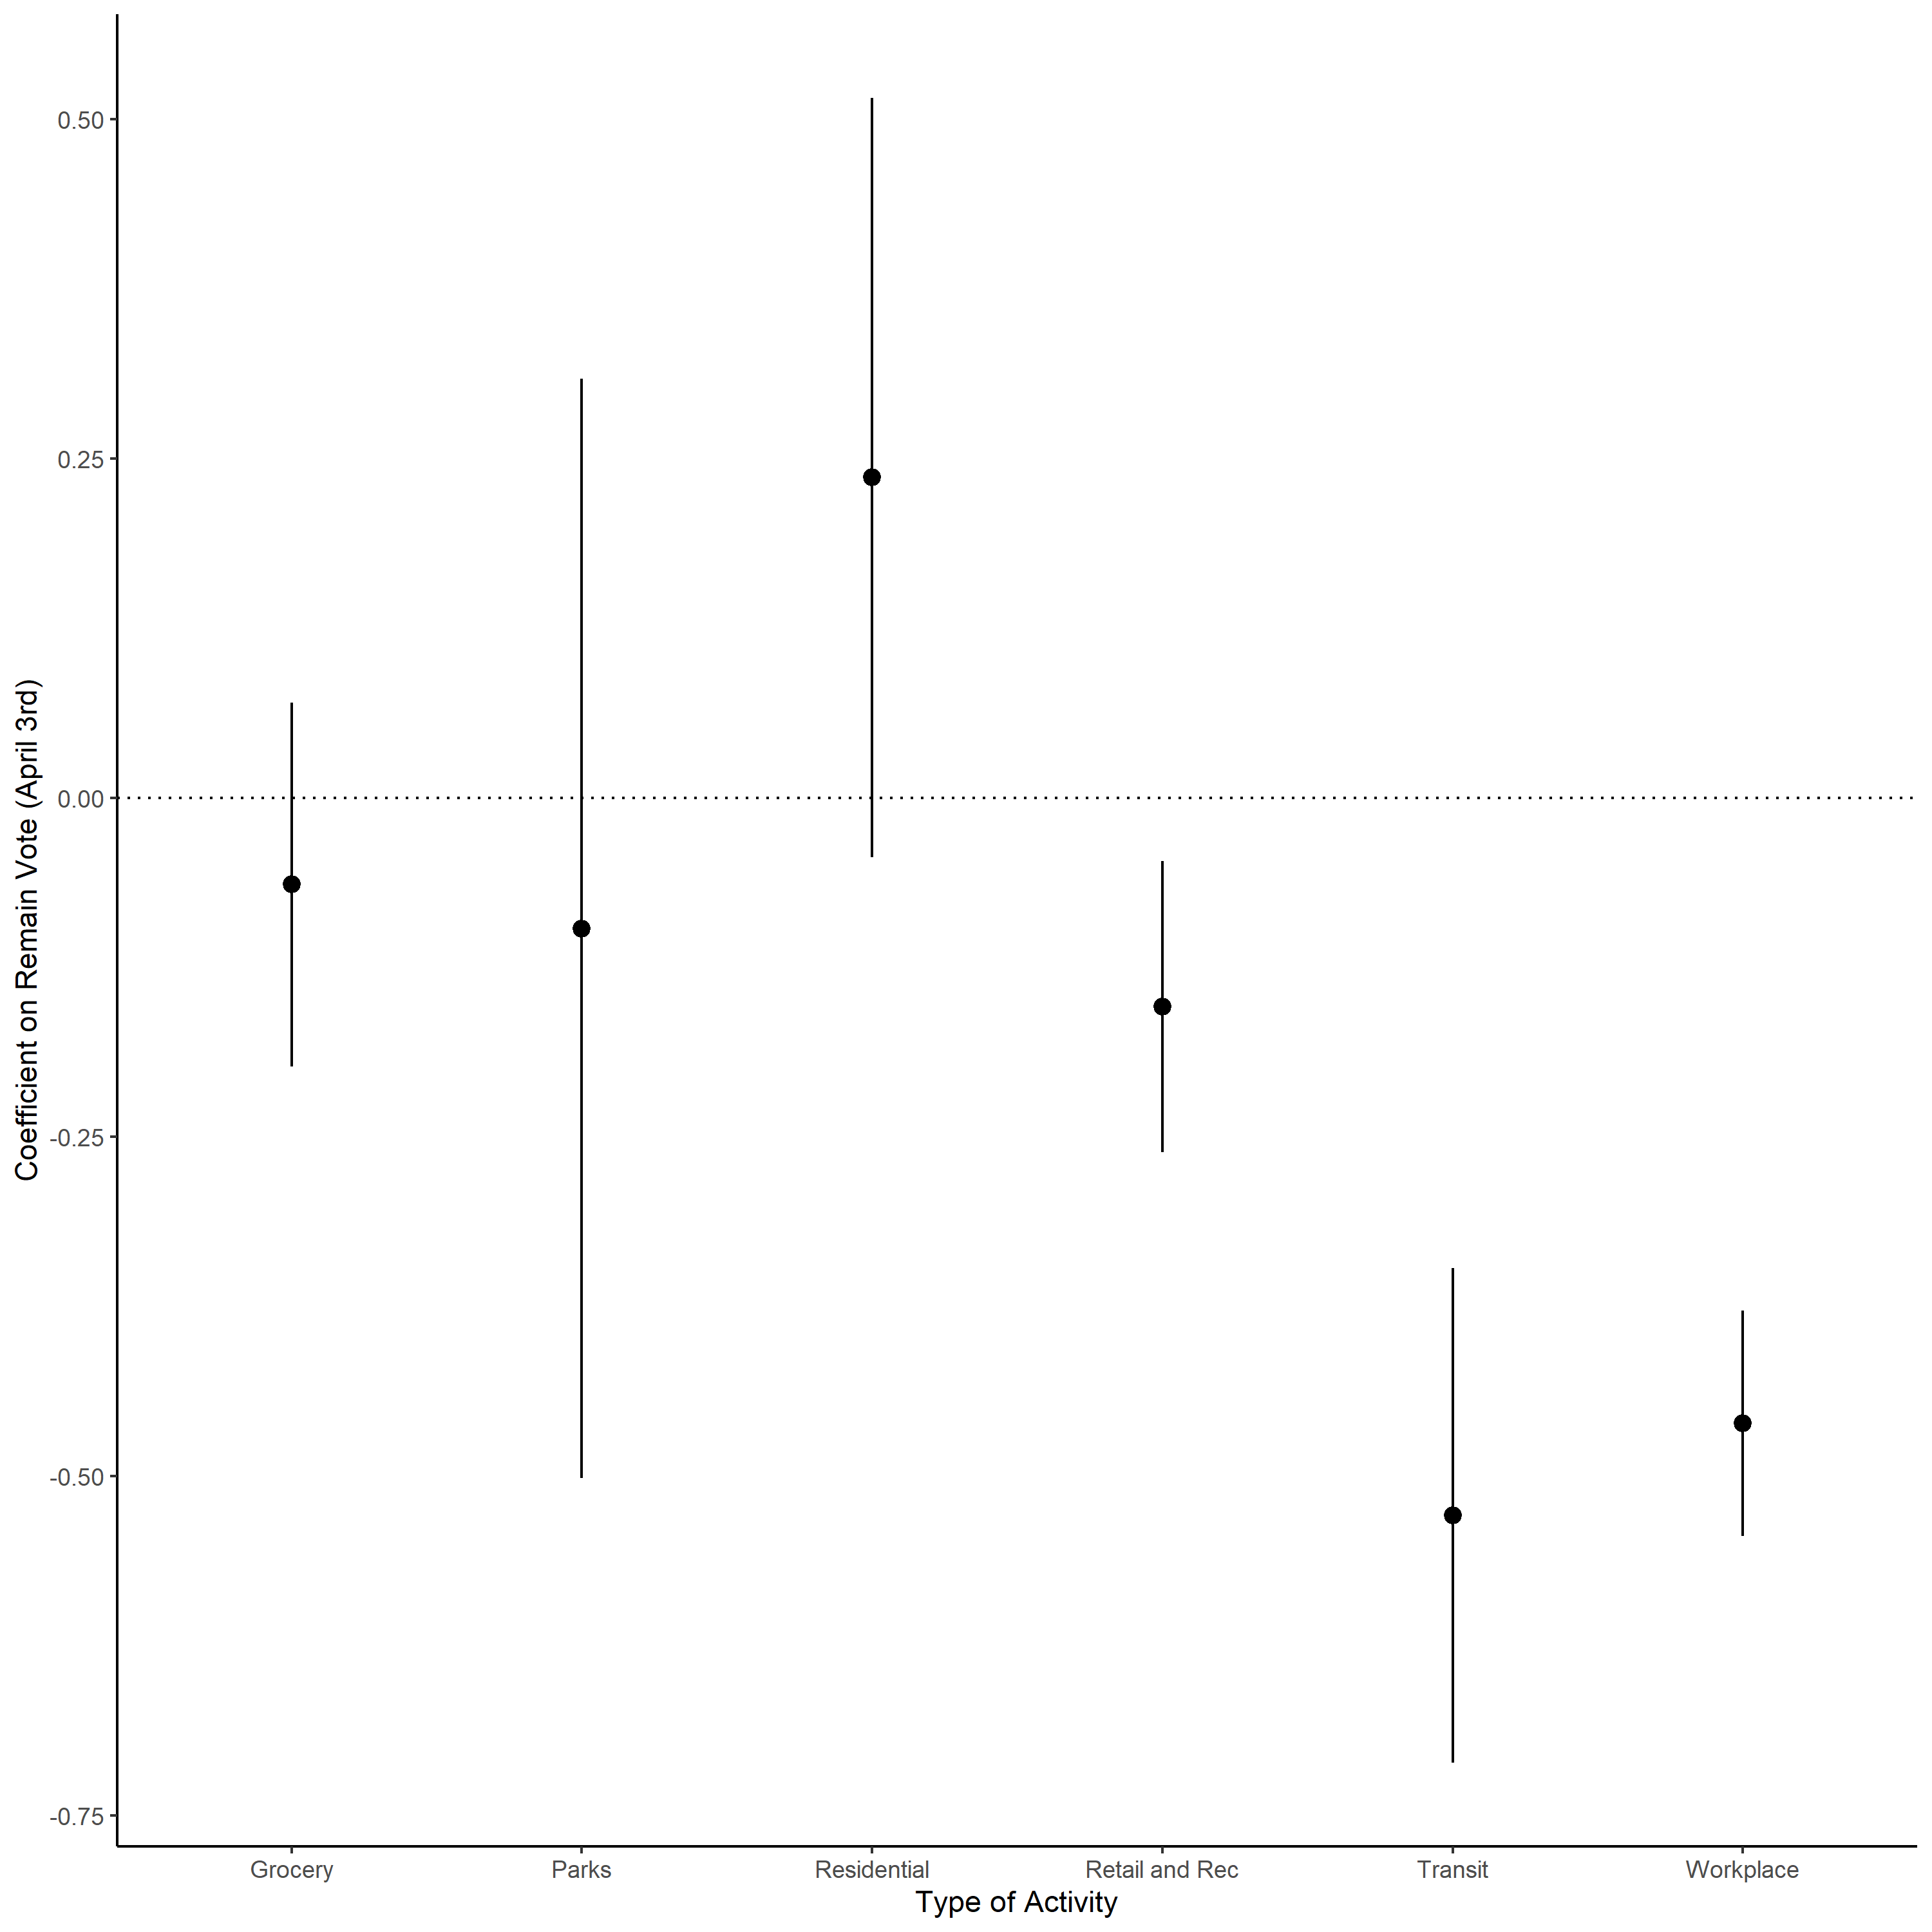 Coefficient on Remain Vote (April 3rd)
0.50
0.25
0.00
-0.25
-0.50
-0.75
Grocery Parks Residential Retail and Rec Transit Workplace
Type of Activity